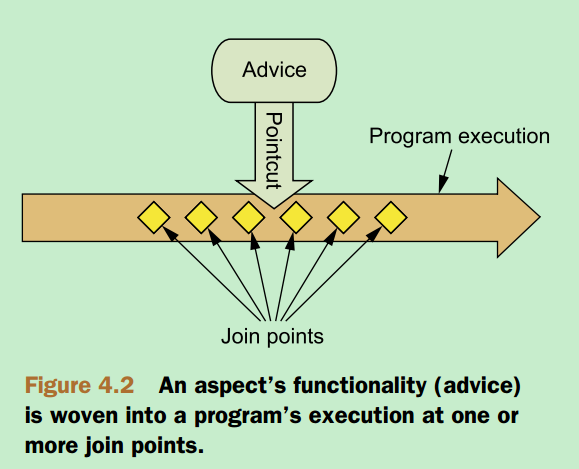 Advice
Pointcut
Program execution
Join points
Figure 4.2 An aspect's functionality (advice)
is woven into a program's execution at one or
more join points.